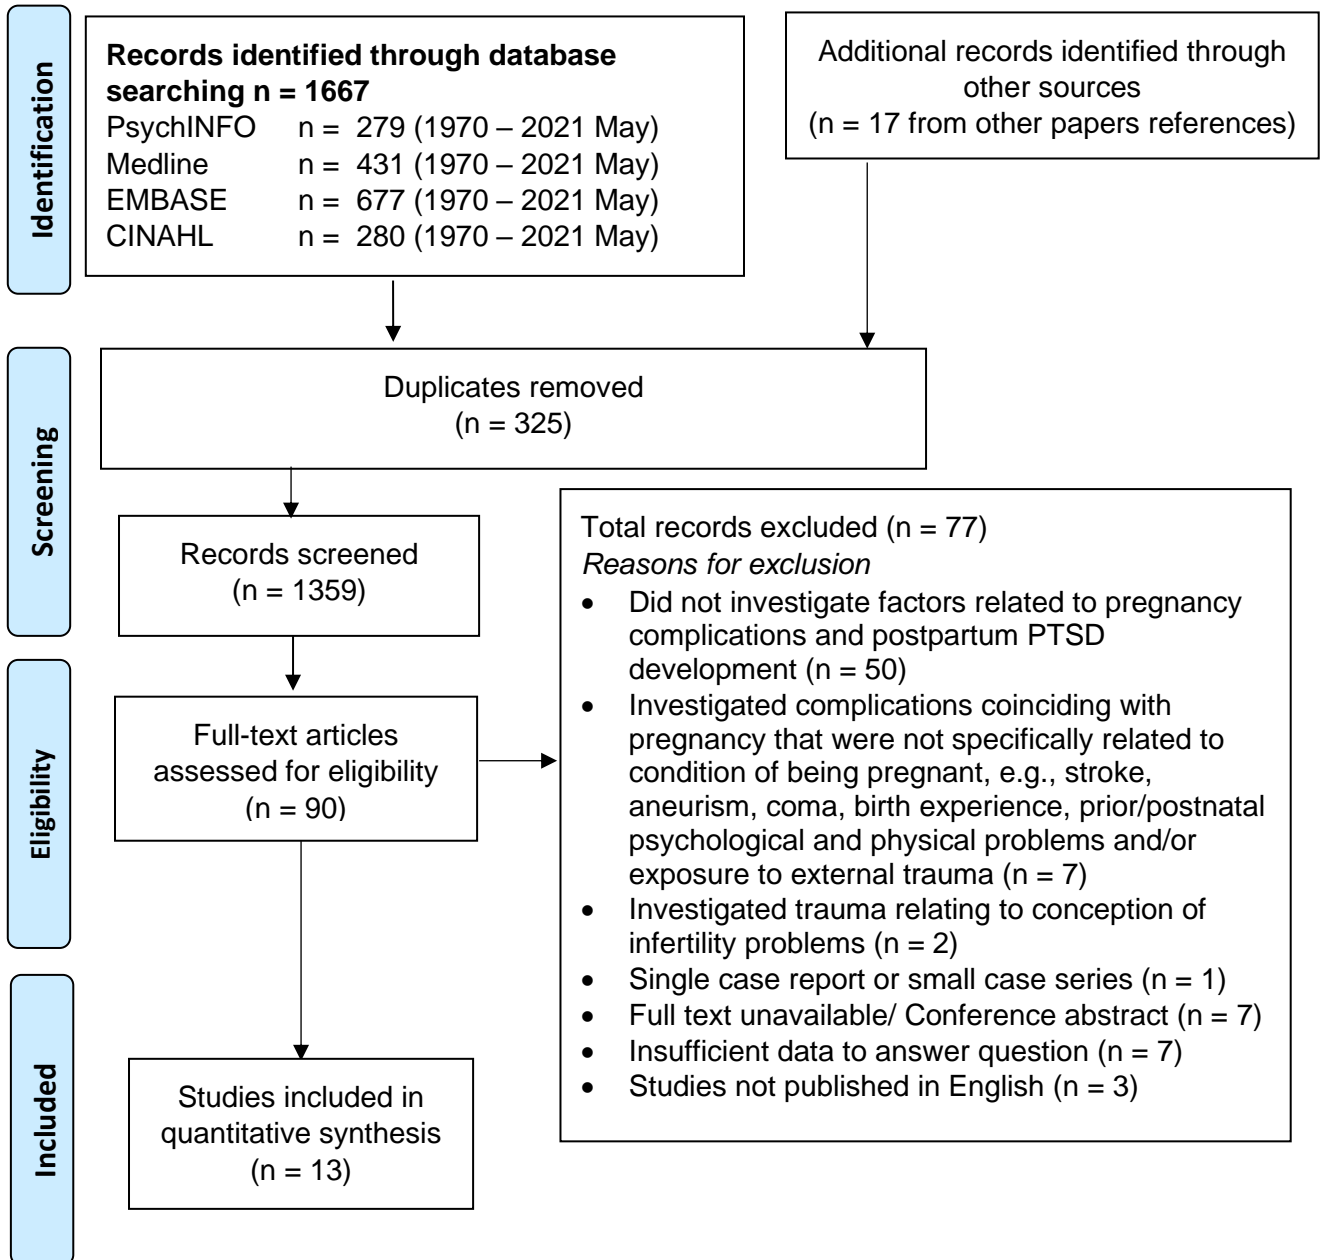 Identification
Records identified through database
searching n = 1667
PsychINFO n = 279 (1970 – 2021 May)
Medline n = 431 (1970 – 2021 May)
EMBASE n = 677 (1970 – 2021 May)
CINAHL n = 280 (1970 – 2021 May)
Additional records identified through
other sources
(n = 17 from other papers references)
Screening
Duplicates removed
(n = 325)
Records screened
(n = 1359)
Eligibility
Full-text articles
assessed for eligibility
(n = 90)
Total records excluded (n = 77)
Reasons for exclusion
• Did not investigate factors related to pregnancy
complications and postpartum PTSD
development (n = 50)
• Investigated complications coinciding with
pregnancy that were not specifically related to
condition of being pregnant, e.g., stroke,
aneurism, coma, birth experience, prior/postnatal
psychological and physical problems and/or
exposure to external trauma (n = 7)
• Investigated trauma relating to conception of
infertility problems (n = 2)
• Single case report or small case series (n = 1)
• Full text unavailable/ Conference abstract (n = 7)
• Insufficient data to answer question (n = 7)
• Studies not published in English (n = 3)
Included
Studies included in
quantitative synthesis
(n = 13)